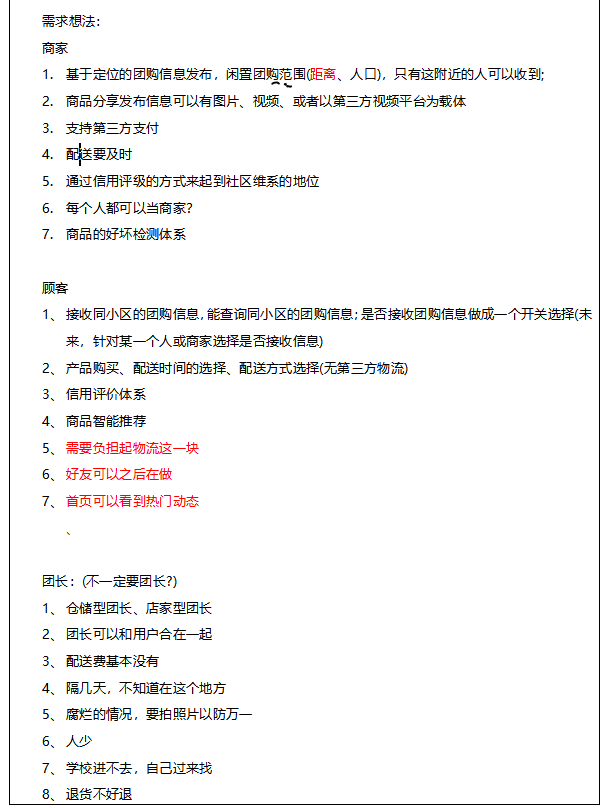 需求想法：
商家
1. 基于定位的团购信息发布，闲置团购范围(距离、人口)，只有这附近的人可以收到;
2. 商品分享发布信息可以有图片、视频、或者以第三方视频平台为载体
3. 支持第三方支付
4. 配送要及时
5. 通过信用评级的方式来起到社区维系的地位
6. 每个人都可以当商家?
7. 商品的好坏检测体系
顾客
1、 接收同小区的团购信息,能查询同小区的团购信息;是否接收团购信息做成一个开关选择(未
来，针对某一个人或商家选择是否接收信息)
2、 产品购买、配送时间的选择、配送方式选择(无第三方物流)
3、 信用评价体系
4、 商品智能推荐
5、 需要负担起物流这一块
6、 好友可以之后在做
7、 首页可以看到热门动态
、
团长：(不一定要团长?)
1、 仓储型团长、店家型团长
2、 团长可以和用户合在一起
3、 配送费基本没有
4、 隔几天，不知道在这个地方
5、 腐烂的情况，要拍照片以防万一
6、 人少
7、 学校进不去，自己过来找
8、 退货不好退